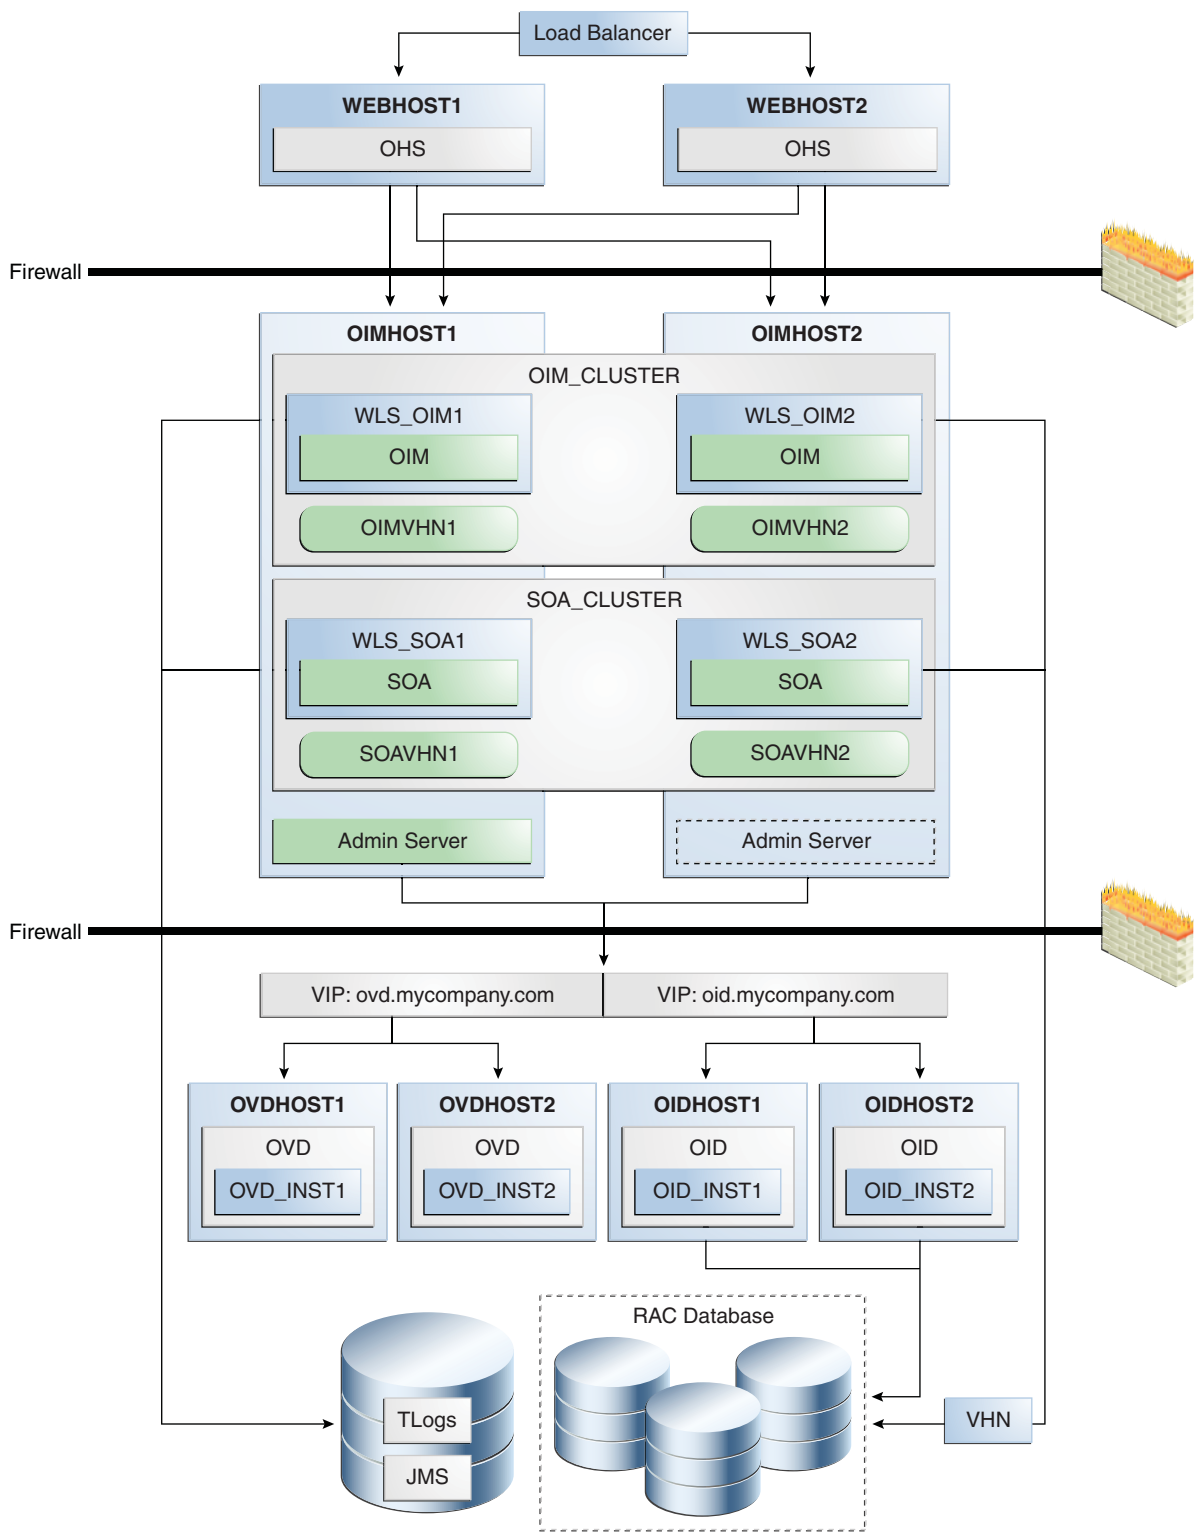 Load Balancer
WEBHOST1
WEBHOST2
OHS
OHS
Firewall
OIMHOST1
OIMHOST2
OIM_CLUSTER
WLS_OIM1
WLS_OIM2
OIM
OIM
OIMVHN1
OIMVHN2
SOA_CLUSTER
WLS_SOA1
WLS_SOA2
SOA
SOA
SOAVHN1
SOAVHN2
Admin Server
Admin Server
Firewall
VIP: ovd.mycompany.com
VIP: oid.mycompany.com
OVDHOST1
OVDHOST2
OIDHOST1
OIDHOST2
OVD
OVD
OID
OID
OVD_INST1
OVD_INST2
OID_INST1
OID_INST2
RAC Database
TLogs
VHN
JMS